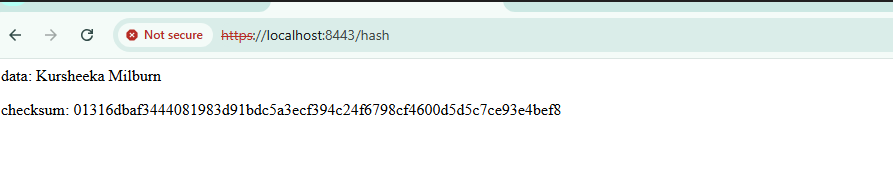 Not secure https://localhost:8443/hash
data: Kursheeka Milburn
checksum: 01316dbaf3444081983d91bdc5a3ecf394c24f6798cf4600d5d5c7ce93e4bef8